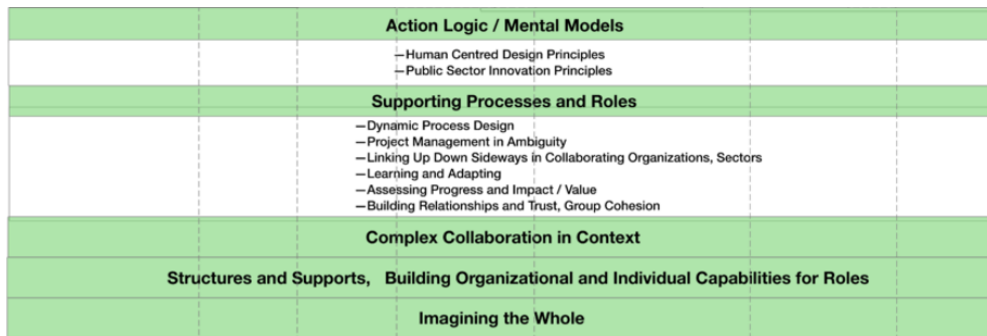 Action Logic / Mental Models
—Human Centred Design Principles
—Public Sector Innovation Principles
Supporting Processes and Roles
—Dynamic Process Design
—Project Management in Ambiguity
—Linking Up Down Sideways in Collaborating Organizations, Sectors
—Learning and Adapting
—Assessing Progress and Impact / Value
—Building Relationships and Trust, Group Cohesion
Complex Collaboration in Context
Structures and Supports, Building Organizational and Individual Capabilities for Roles
Imagining the Whole